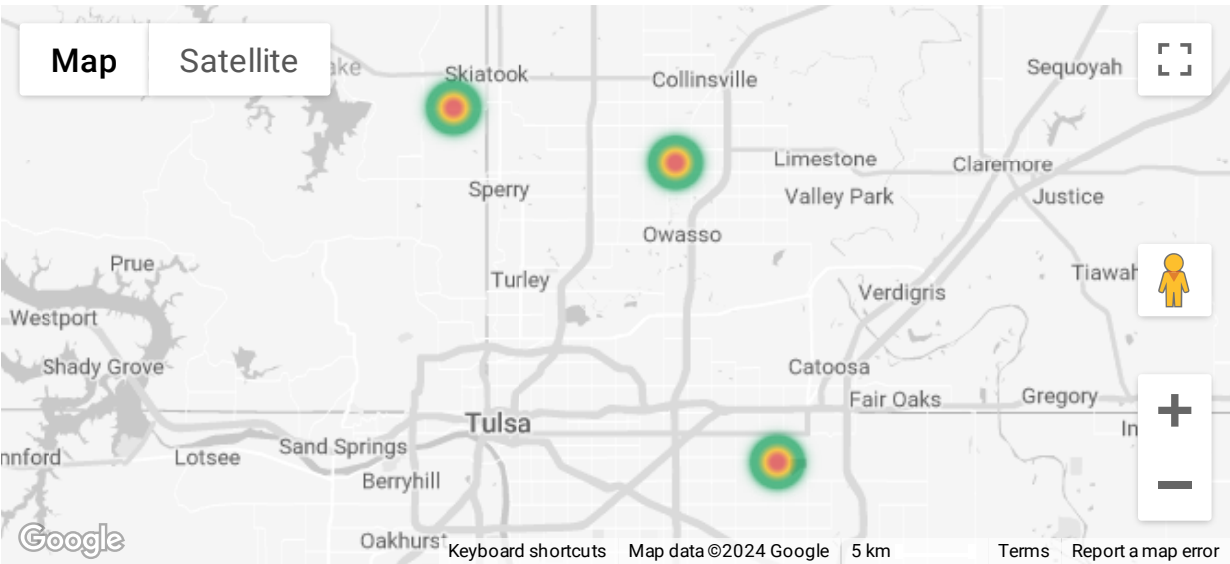 Map Satellite
ake
Skiatook
Collinsville
Sequoyah
Limestone
Claremore
Sperry
Valley Park
Justice
Owasso
Prue
Turley
Tiawah
Verdigris
Westport
Shady Grove
Catoosa
Fair Oaks
Gregory
Tulsa
In
Sand Springs
nnford
Lotsee
Berryhill
Google
Oakhurst
Keyboard shortcuts Map data ©2024 Google 5 km Terms Report a map error